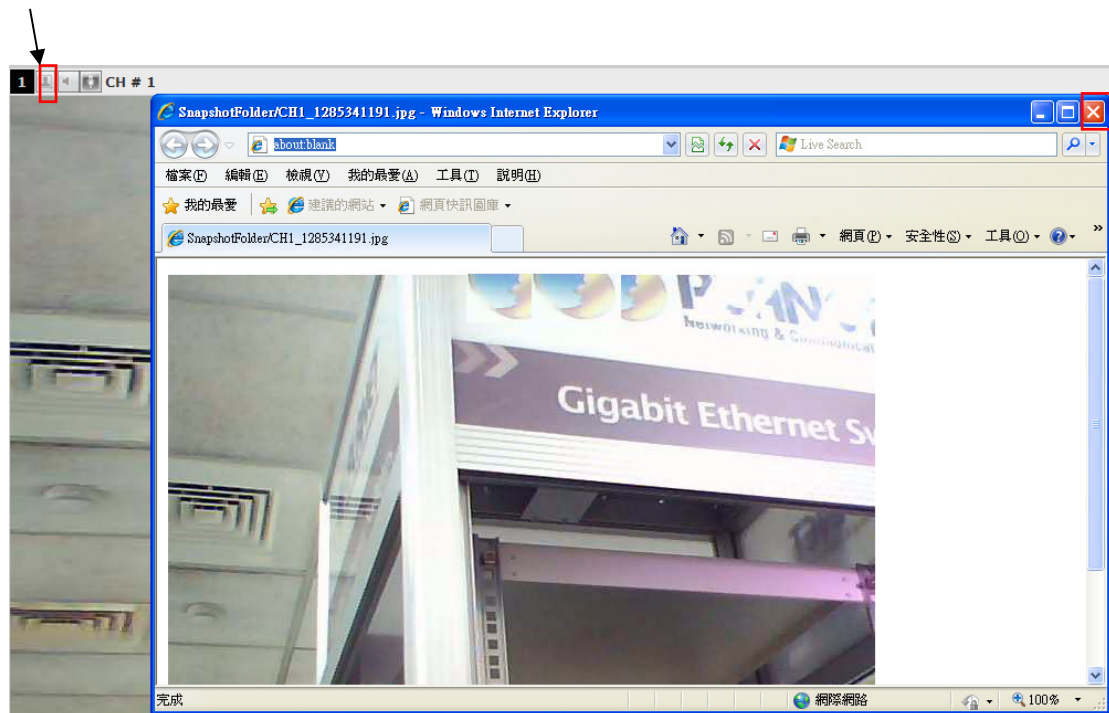 1 CH # 1
SnapshotFolder/CH1_1285341191.jpg - Windows Internet Explorer
about:blank
Live Search
檔案(F) 編輯(E) 檢視(V) 我的最愛(A) 工具(T) 說明(H)
我的最愛 建議的網站 網頁快訊圖庫
SnapshotFolder/CH1_1285341191.jpg
網頁(P) 安全性(S) 工具(O) »
Networking &
Gigabit Ethernet Sw
完成 網際網路 100%